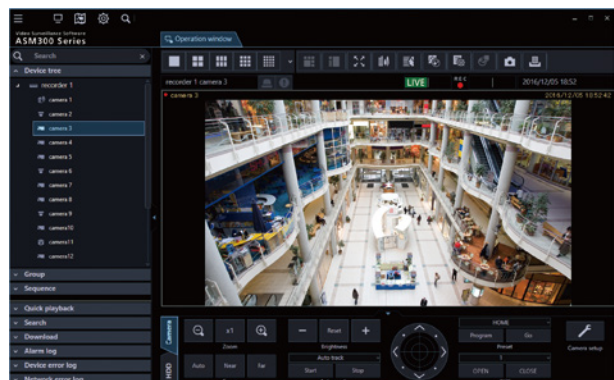 Video Surveillance Software
ASM300 Series
Operation window
Search
Device tree
recorder 1
camera 1
camera 2
camera 3
camera 4
camera 5
camera 6
camera 7
camera 8
camera 9
camera10
camera11
camera12
Group
Sequence
Quick playback
Search
Download
Alarm log
Device error log
Network error log
recorder 1 camera 3
LIVE
REC
2016/12/05 18:52
camera 3
2016/12/05 18:52:42
Camera
HDD
x1
Zoom
Auto
Near
Far
Reset
Brightness
Auto track
Start
Stop
HOME
Program
Go
Preset
1
OPEN
CLOSE
Camera setup